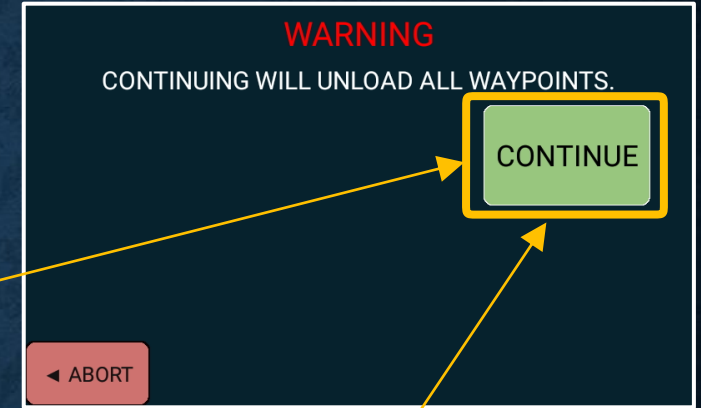 WARNING
CONTINUING WILL UNLOAD ALL WAYPOINTS.
CONTINUE
◄ ABORT